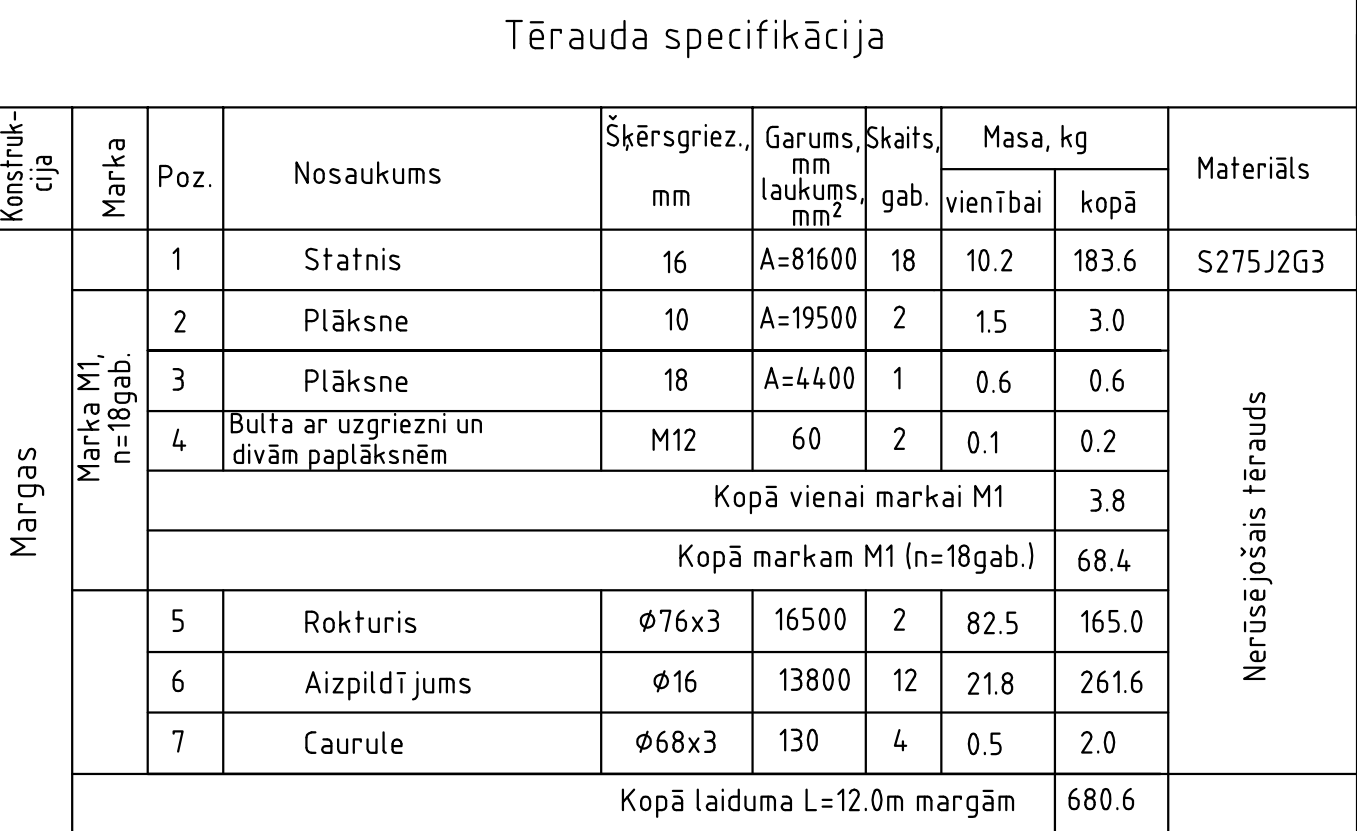 Tērauda specifikācija
Konstruk-
cija
Marka
Poz.
Nosaukums
Šķērsgriez.,
mm
Garums,
mm
laukums,
mm²
Skaits,
gab.
Masa, kg
vienībai
kopā
Materiāls
Margas
1 Statnis 16 A=81600 18 10.2 183.6 S275J2G3
Marka M1,
n=18gab.
2 Plāksne 10 A=19500 2 1.5 3.0
3 Plāksne 18 A=4400 1 0.6 0.6
4 Bulta ar uzgriezni un
divām paplāksnēm
M12 60 2 0.1 0.2
Kopā vienai markai M1 3.8
Kopā markam M1 (n=18gab.) 68.4
5 Rokturis Φ76x3 16500 2 82.5 165.0
6 Aizpildījums Φ16 13800 12 21.8 261.6
7 Caurule Φ68x3 130 4 0.5 2.0
Nerūsējošais tērauds
Kopā laiduma L=12.0m margām 680.6